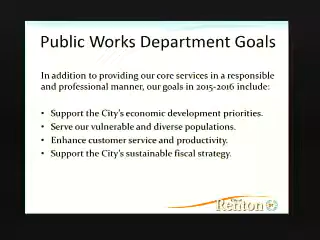 Public Works Department Goals
In addition to providing our core services in a responsible
and professional manner, our goals in 2015-2016 include:
• Support the City's economic development priorities.
• Serve our vulnerable and diverse populations.
• Enhance customer service and productivity.
• Support the City's sustainable fiscal strategy.
Renton